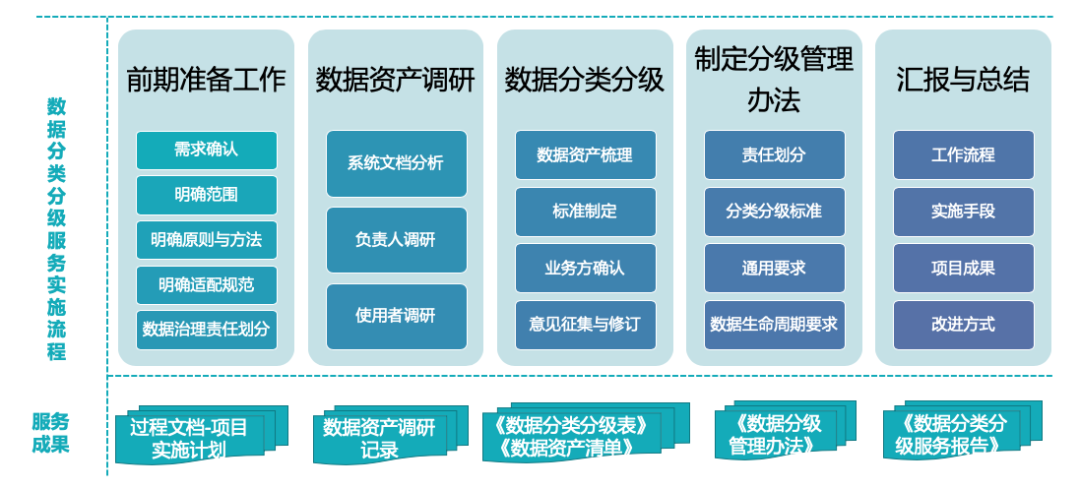 数据分类分级服务实施流程
前期准备工作
需求确认
明确范围
明确原则与方法
明确适配规范
数据治理责任划分
数据资产调研
系统文档分析
负责人调研
使用者调研
数据分类分级
数据资产梳理
标准制定
业务方确认
意见征集与修订
制定分级管理
办法
责任划分
分类分级标准
通用要求
数据生命周期要求
汇报与总结
工作流程
实施手段
项目成果
改进方式
服务
成果
过程文档-项目
实施计划
数据资产调研
记录
《数据分类分级表》
《数据资产清单》
《数据分级
管理办法》
《数据分类分
级服务报告》